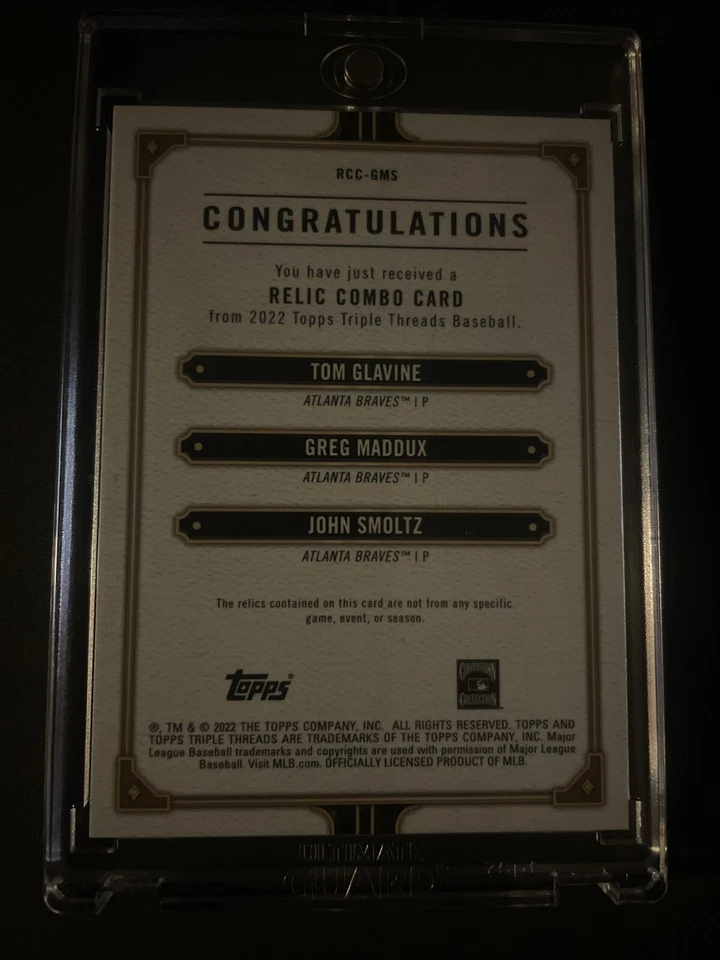 RCC-GMS
CONGRATULATIONS
You have just received a
RELIC COMBO CARD
from 2022 Topps Triple Threads Baseball.
TOM GLAVINE
ATLANTA BRAVES™ | P
GREG MADDUX
ATLANTA BRAVES™ | P
JOHN SMOLTZ
ATLANTA BRAVES™ | P
The relics contained on this card are not from any specific
game, event, or season.
topps®
COOPERSTOWN
COLLECTION
®, TM & © 2022 THE TOPPS COMPANY, INC. ALL RIGHTS RESERVED. TOPPS AND
TOPPS TRIPLE THREADS ARE TRADEMARKS OF THE TOPPS COMPANY, INC. Major
League Baseball trademarks and copyrights are used with permission of Major League
Baseball. Visit MLB.com. OFFICIALLY LICENSED PRODUCT OF MLB.
ULTIMATE
GUARD